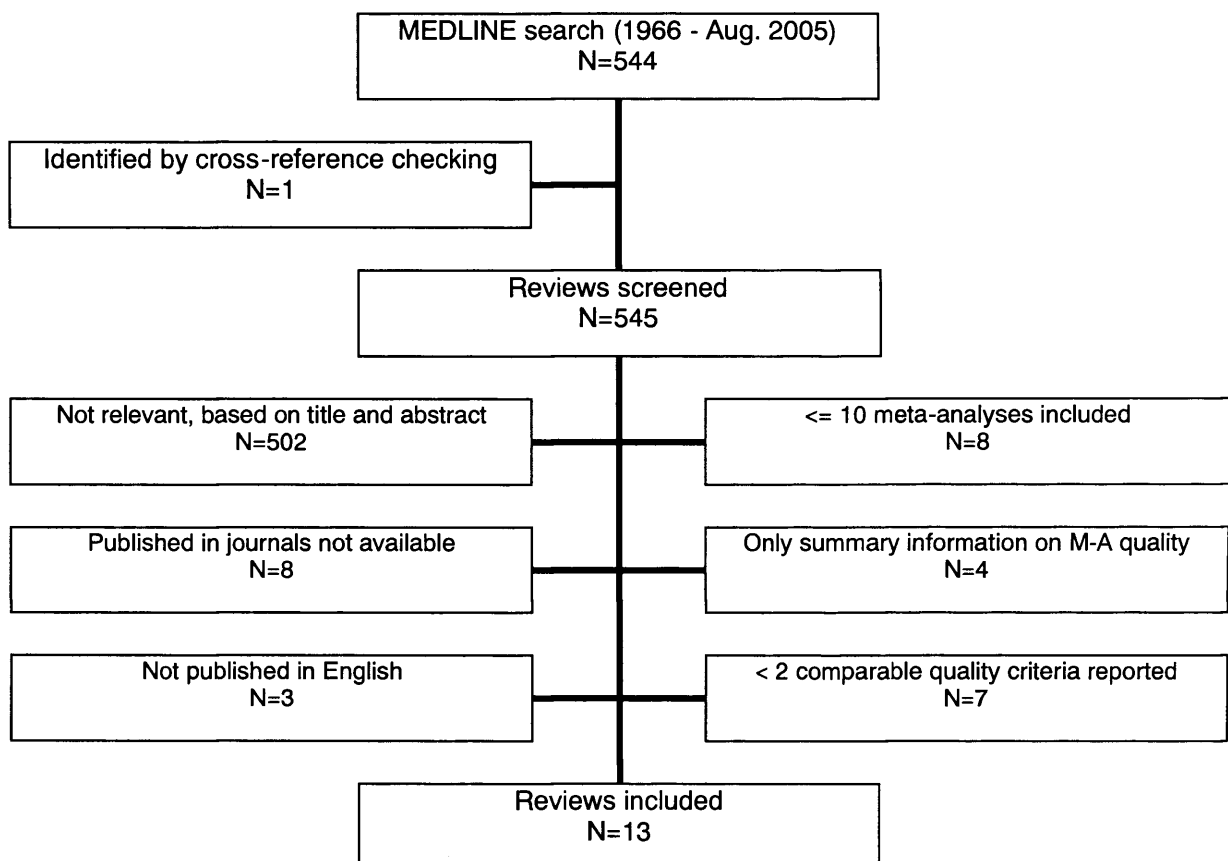 MEDLINE search (1966 - Aug. 2005)
N=544
Identified by cross-reference checking
N=1
Reviews screened
N=545
Not relevant, based on title and abstract
N=502
<= 10 meta-analyses included
N=8
Published in journals not available
N=8
Only summary information on M-A quality
N=4
Not published in English
N=3
< 2 comparable quality criteria reported
N=7
Reviews included
N=13